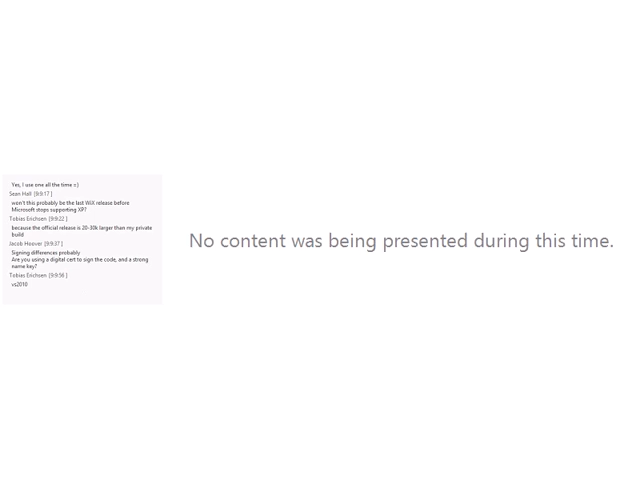 Yes, I use one all the time =)
Sean Hall [9:9:17 ]
won't this probably be the last WiX release before
Microsoft stops supporting XP?
Tobias Erichsen [9:9:22 ]
because the official release is 20-30k larger than my private
build
Jacob Hoover [9:9:37 ]
Signing differences probably
Are you using a digital cert to sign the code, and a strong
name key?
Tobias Erichsen [9:9:56 ]
vs2010
No content was being presented during this time.